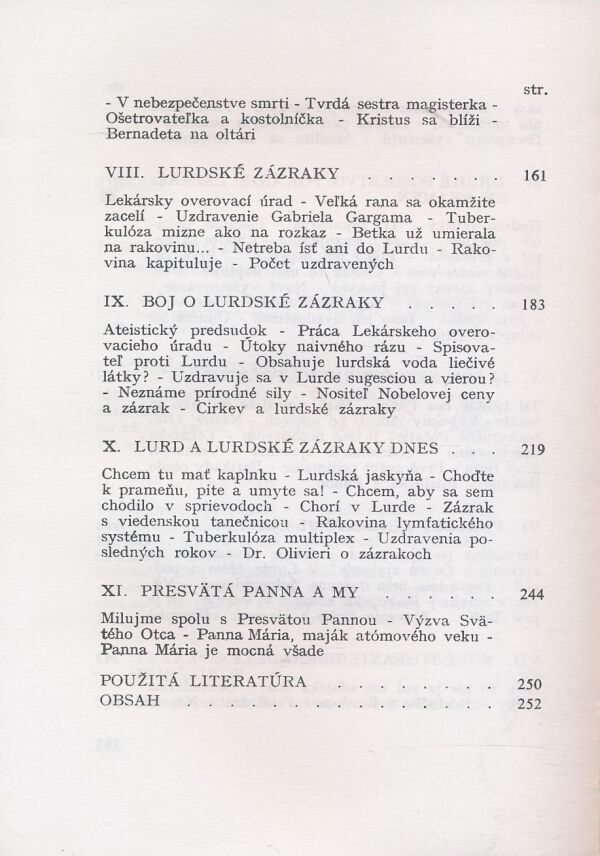 str.
- V nebezpečenstve smrti - Tvrdá sestra magisterka -
Ošetrovateľka a kostolníčka - Kristus sa blíži -
Bernadeta na oltári
VIII. LURDSKÉ ZÁZRAKY . . . . . . . 161
Lekársky overovací úrad - Veľká rana sa okamžite
zacelí - Uzdravenie Gabriela Gargama - Tuber-
kulóza mizne ako na rozkaz - Betka už umierala
na rakovinu... - Netreba ísť ani do Lurdu - Rako-
vina kapituluje - Počet uzdravených
IX. BOJ O LURDSKÉ ZÁZRAKY . . . . . 183
Ateistický predsudok - Práca Lekárskeho overo-
vacieho úradu - Útoky naivného rázu - Spisova-
teľ proti Lurdu - Obsahuje lurdská voda liečivé
látky? - Uzdravuje sa v Lurde sugesciou a vierou?
- Neznáme prírodné sily - Nositeľ Nobelovej ceny
a zázrak - Cirkev a lurdské zázraky
X. LURD A LURDSKÉ ZÁZRAKY DNES . . . 219
Chcem tu mať kaplnku - Lurdská jaskyňa - Choďte
k prameňu, pite a umyte sa! - Chcem, aby sa sem
chodilo v sprievodoch - Chorí v Lurde - Zázrak
s viedenskou tanečnicou - Rakovina lymfatického
systému - Tuberkulóza multiplex - Uzdravenia po-
sledných rokov - Dr. Olivieri o zázrakoch
XI. PRESVÄTÁ PANNA A MY . . . . . . 244
Milujme spolu s Presvätou Pannou - Výzva Svä-
tého Otca - Panna Mária, maják atómového veku -
Panna Mária je mocná všade
POUŽITÁ LITERATÚRA . . . . . . . 250
OBSAH . . . . . . . . . . . . . 252